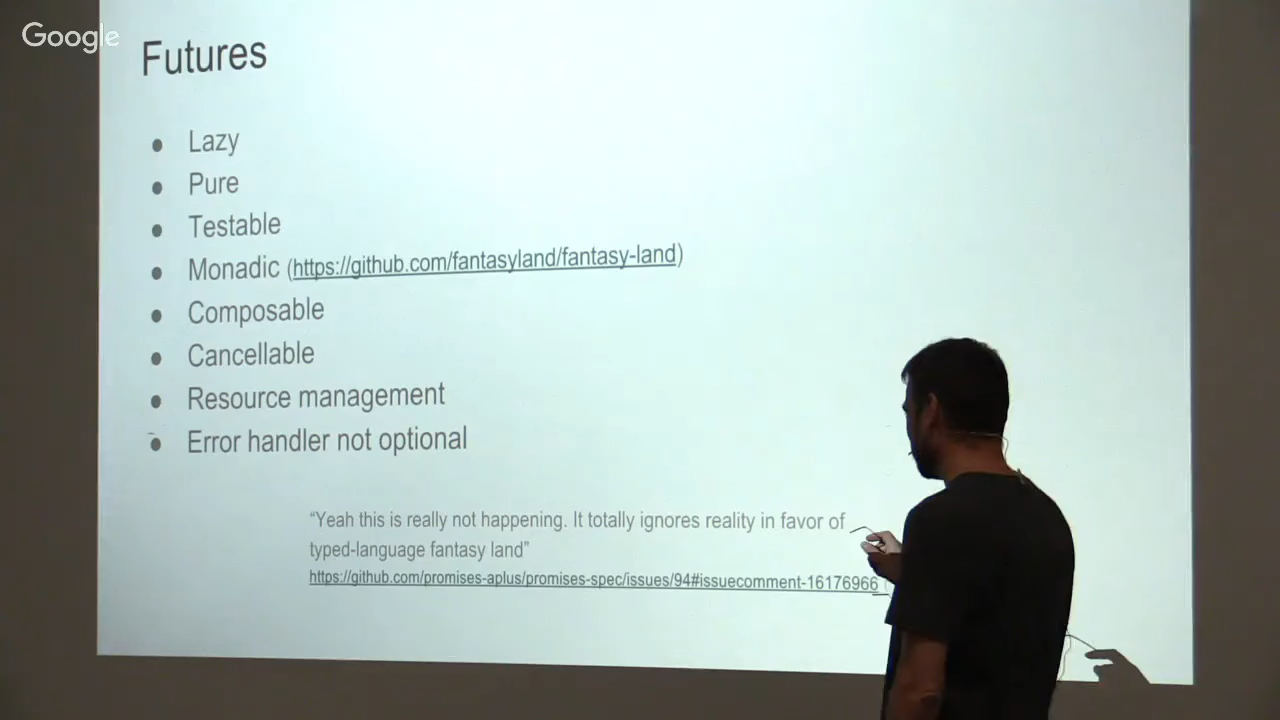 Google
Futures
● Lazy
● Pure
● Testable
● Monadic (https://github.com/fantasyland/fantasy-land)
● Composable
● Cancellable
● Resource management
● Error handler not optional
“Yeah this is really not happening. It totally ignores reality in favor of
typed-language fantasy land”
https://github.com/promises-aplus/promises-spec/issues/94#issuecomment-16176966